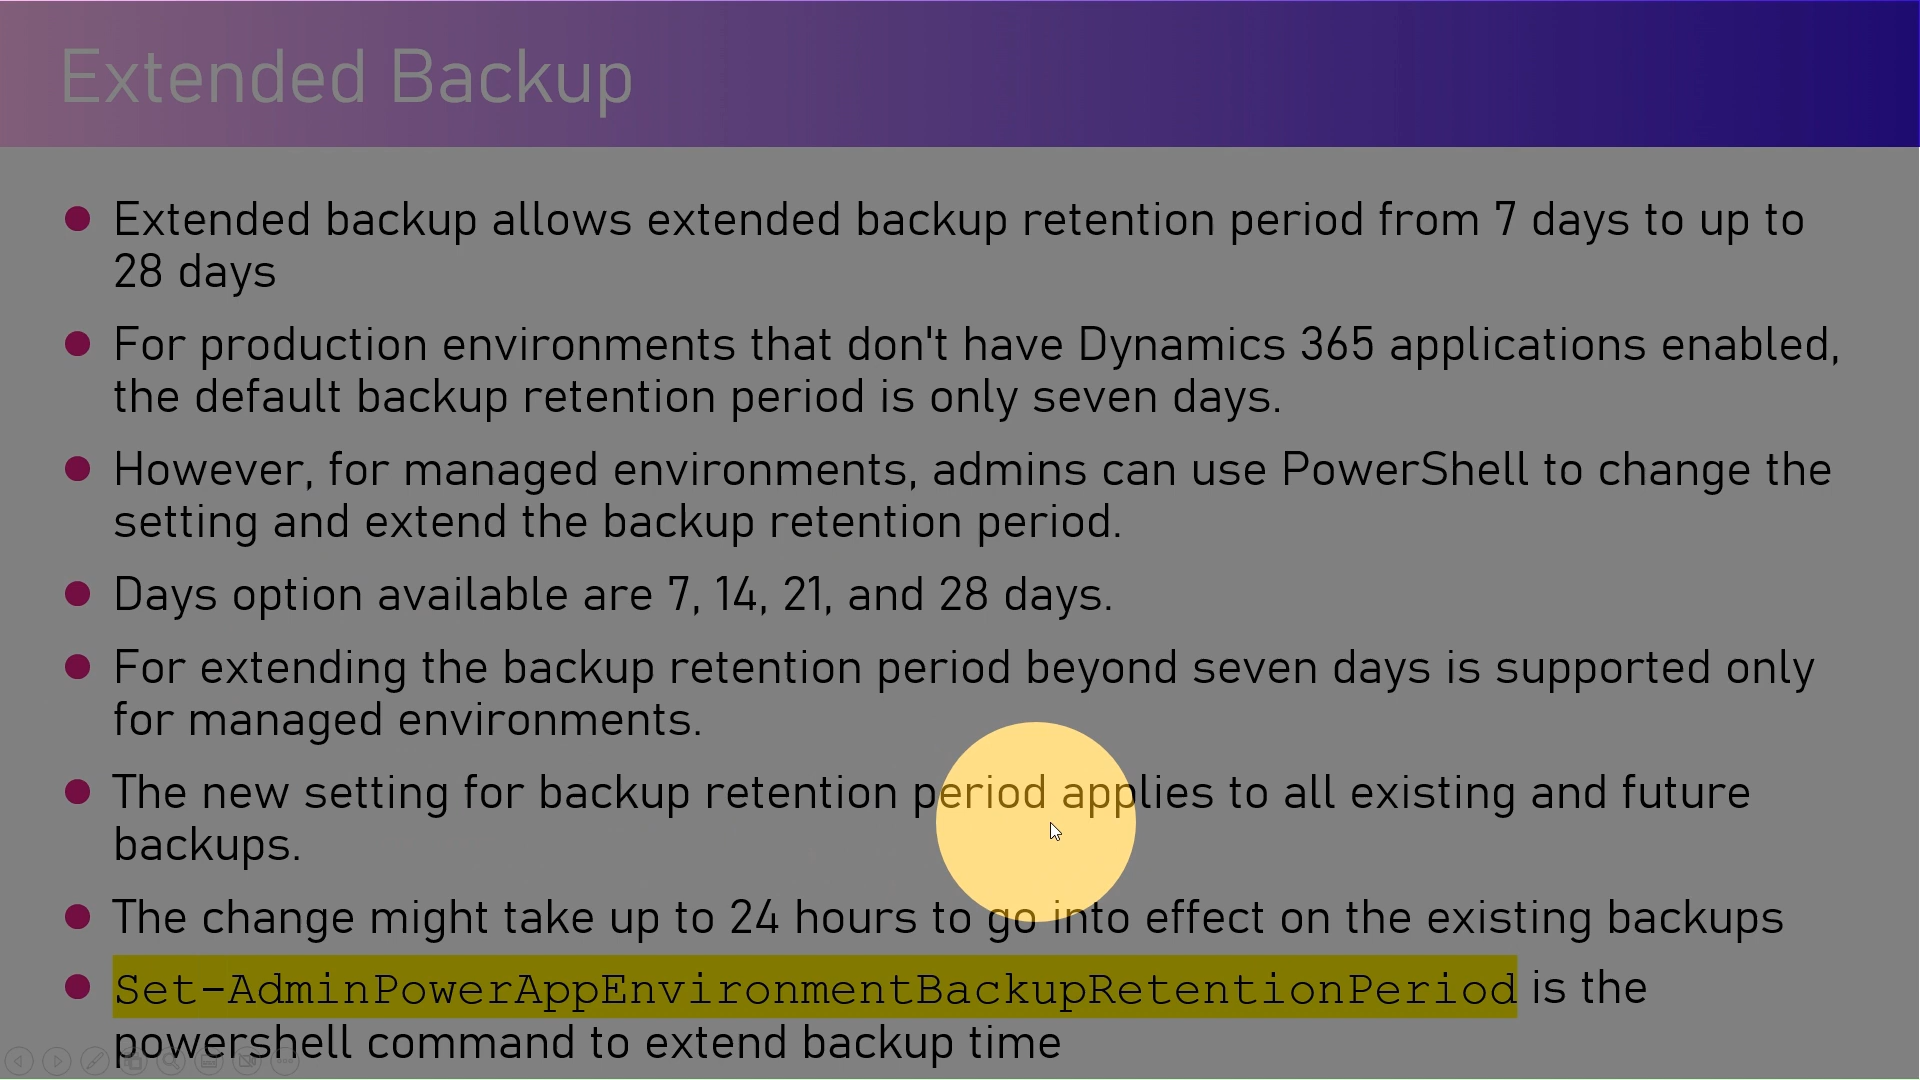 Extended Backup
Extended backup allows extended backup retention period from 7 days to up to
28 days
For production environments that don't have Dynamics 365 applications enabled,
the default backup retention period is only seven days.
However, for managed environments, admins can use PowerShell to change the
setting and extend the backup retention period.
Days option available are 7, 14, 21, and 28 days.
For extending the backup retention period beyond seven days is supported only
for managed environments.
The new setting for backup retention period applies to all existing and future
backups.
The change might take up to 24 hours to go into effect on the existing backups
Set-AdminPowerAppEnvironmentBackupRetentionPeriod is the
powershell command to extend backup time